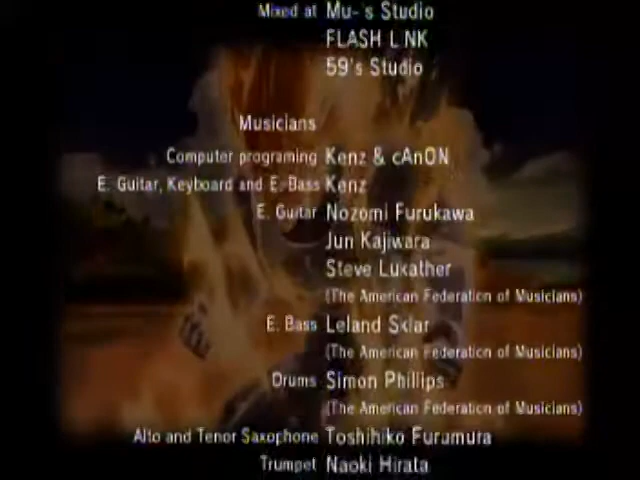 Mixed at Mu-'s Studio
FLASH LINK
59's Studio
Musicians
Computer programing Kenz & cAnON
E. Guitar, Keyboard and E. Bass Kenz
E. Guitar Nozomi Furukawa
Jun Kajiwara
Steve Lukather
(The American Federation of Musicians)
E. Bass Leland Sklar
(The American Federation of Musicians)
Drums Simon Phillips
(The American Federation of Musicians)
Alto and Tenor Saxophone Toshihiko Furumura
Trumpet Naoki Hirata